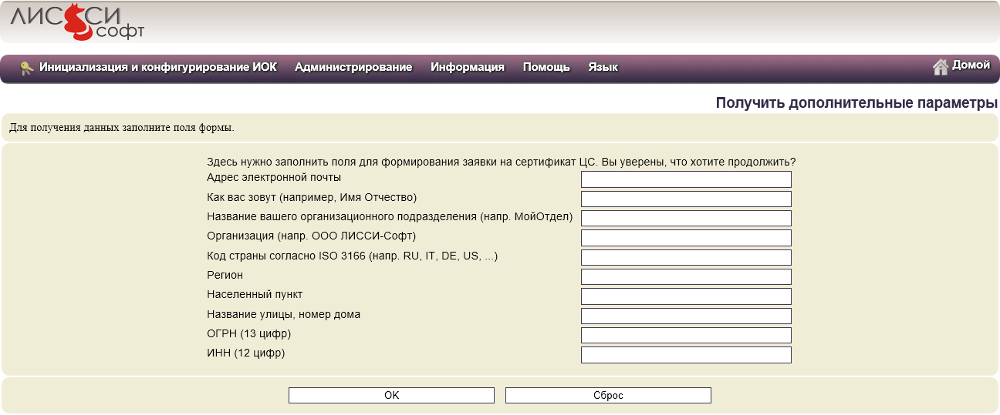 ЛИССИ
софт
Инициализация и конфигурирование ИОК Администрирование Информация Помощь Язык Домой
Получить дополнительные параметры
Для получения данных заполните поля формы.
Здесь нужно заполнить поля для формирования заявки на сертификат ЦС. Вы уверены, что хотите продолжить?
Адрес электронной почты
Как вас зовут (например, Имя Отчество)
Название вашего организационного подразделения (напр. МойОтдел)
Организация (напр. ООО ЛИССИ-Софт)
Код страны согласно ISO 3166 (напр. RU, IT, DE, US, ...)
Регион
Населенный пункт
Название улицы, номер дома
ОГРН (13 цифр)
ИНН (12 цифр)
OK Сброс